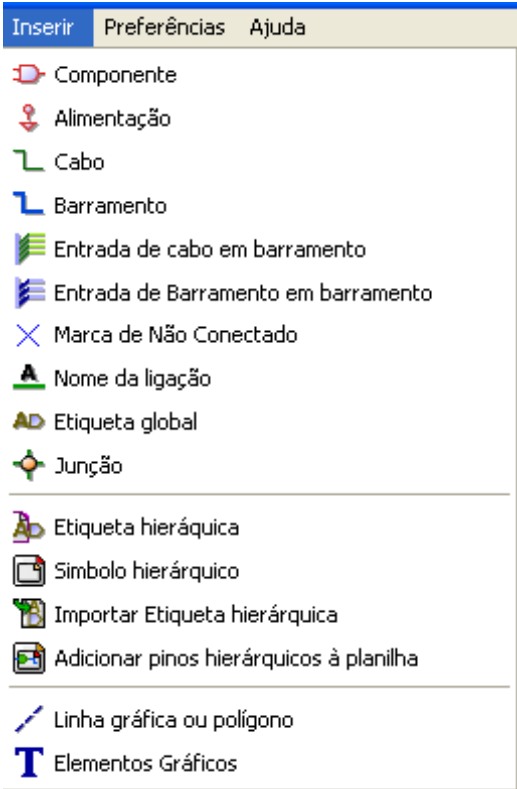 Inserir Preferências Ajuda
Componente
Alimentação
Cabo
Barramento
Entrada de cabo em barramento
Entrada de Barramento em barramento
Marca de Não Conectado
A Nome da ligação
Etiqueta global
Junção
Etiqueta hieráquica
Simbolo hierárquico
Importar Etiqueta hierárquica
Adicionar pinos hierárquicos à planilha
Linha gráfica ou polígono
T Elementos Gráficos